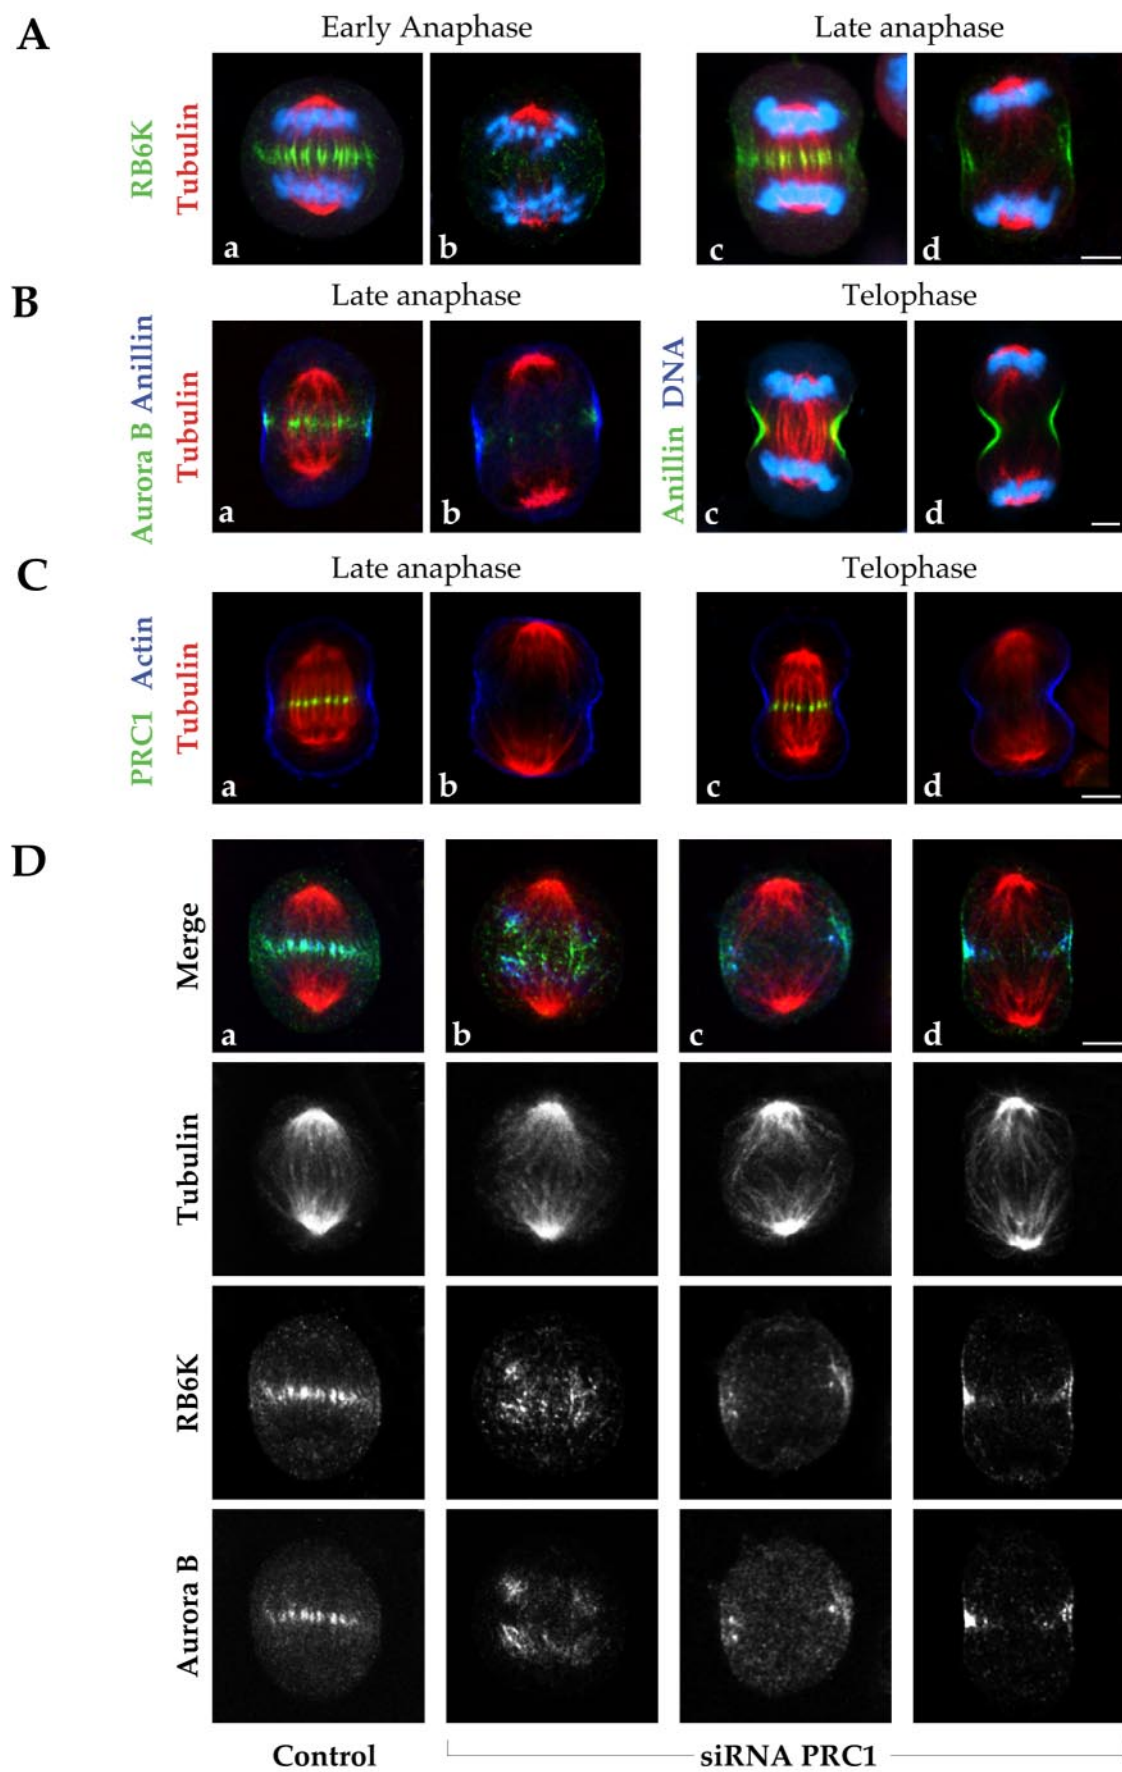 A
Early Anaphase
Late anaphase
RB6K
Tubulin
a
b
c
d
B
Late anaphase
Telophase
Aurora B Anillin
Tubulin
a
b
Anillin DNA
c
d
C
Late anaphase
Telophase
PRC1 Actin
Tubulin
a
b
c
d
D
Merge
a
b
c
d
Tubulin
RB6K
Aurora B
Control
siRNA PRC1